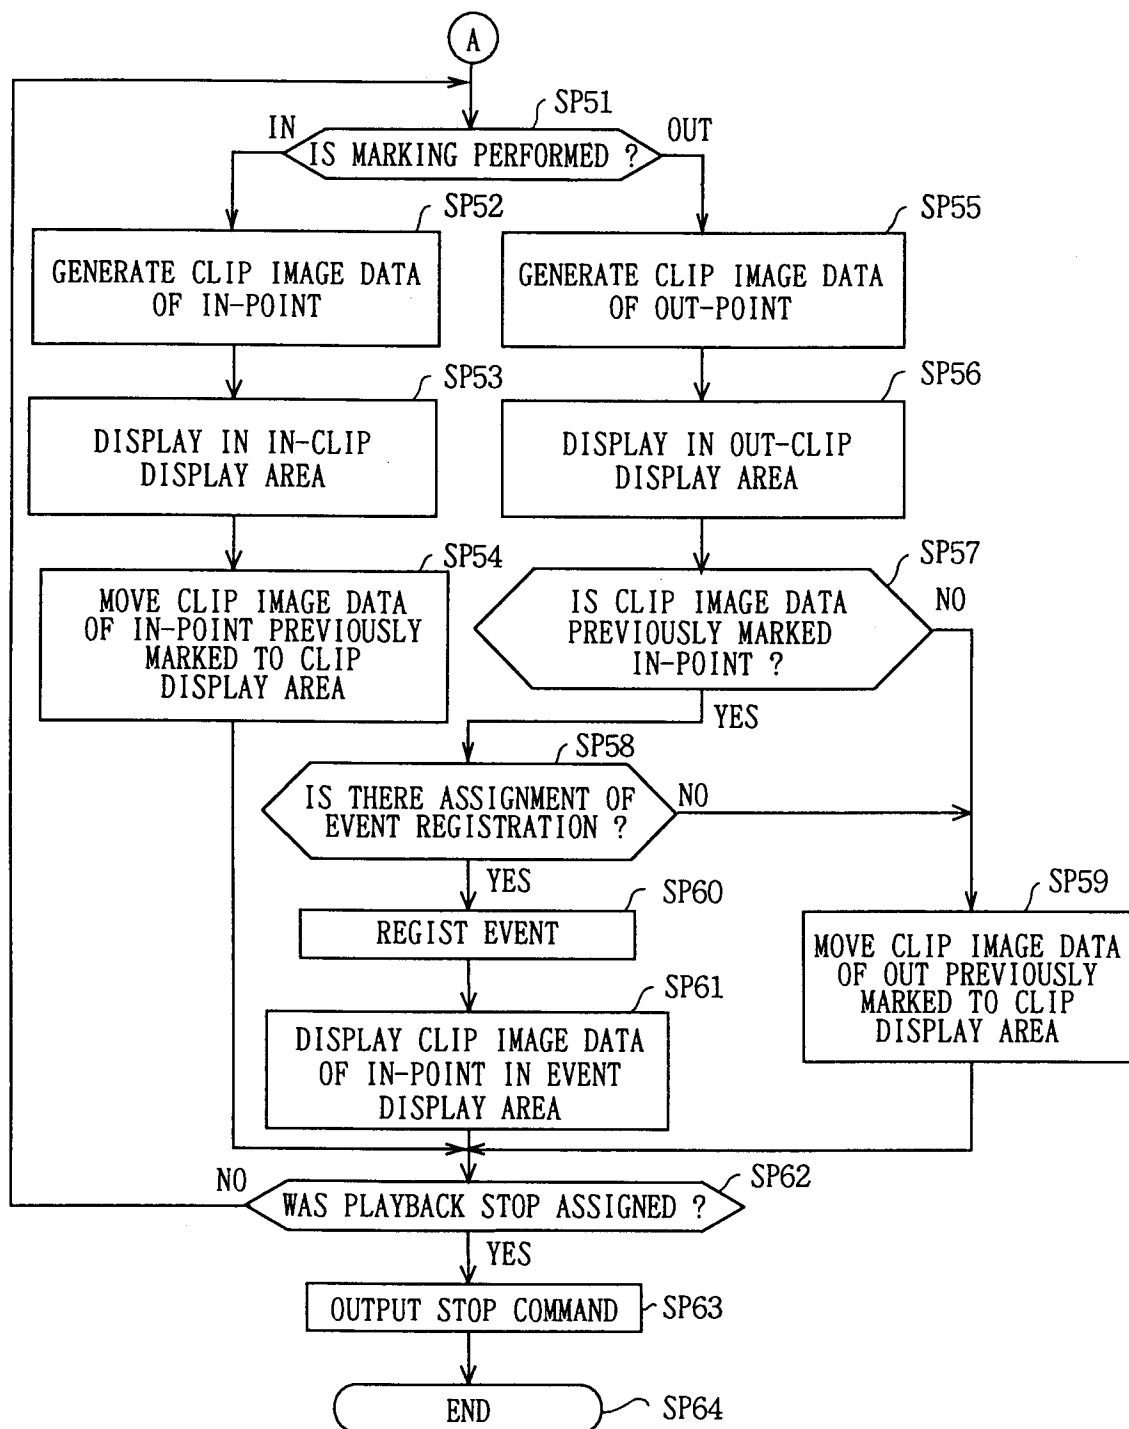 A
SP51
IN
OUT
IS MARKING PERFORMED ?
SP52
GENERATE CLIP IMAGE DATA
OF IN-POINT
SP55
GENERATE CLIP IMAGE DATA
OF OUT-POINT
SP53
DISPLAY IN IN-CLIP
DISPLAY AREA
SP56
DISPLAY IN OUT-CLIP
DISPLAY AREA
SP54
MOVE CLIP IMAGE DATA
OF IN-POINT PREVIOUSLY
MARKED TO CLIP
DISPLAY AREA
SP57
IS CLIP IMAGE DATA
PREVIOUSLY MARKED
IN-POINT ?
NO
YES
SP58
IS THERE ASSIGNMENT OF
EVENT REGISTRATION ?
NO
YES
SP60
REGIST EVENT
SP59
MOVE CLIP IMAGE DATA
OF OUT PREVIOUSLY
MARKED TO CLIP
DISPLAY AREA
SP61
DISPLAY CLIP IMAGE DATA
OF IN-POINT IN EVENT
DISPLAY AREA
NO
SP62
WAS PLAYBACK STOP ASSIGNED ?
YES
OUTPUT STOP COMMAND
SP63
END
SP64